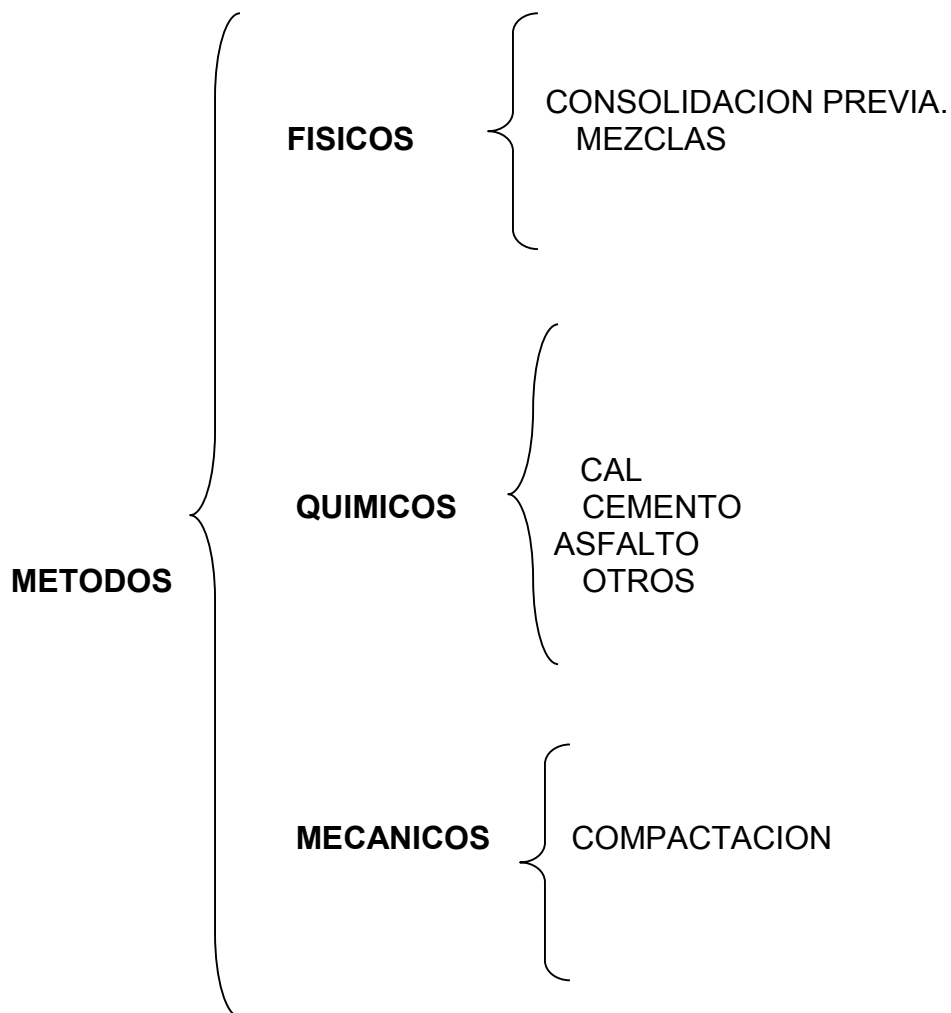 METODOS
FISICOS
CONSOLIDACION PREVIA.
MEZCLAS
QUIMICOS
CAL
CEMENTO
ASFALTO
OTROS
MECANICOS
COMPACTACION